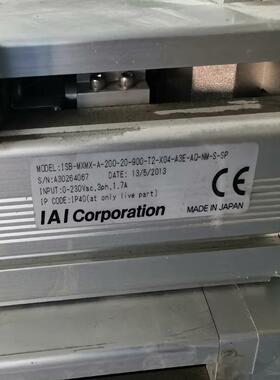 MODEL:ISB-MXMX-A-200-20-900-T2-X04-A3E-AQ-NM-S-SP
S/N:A30264067 DATE: 13/5/2013
INPUT:0-230Vac,3ph,1.7A
IP CODE:IP40(at only live part)
CE
IAI Corporation MADE IN JAPAN